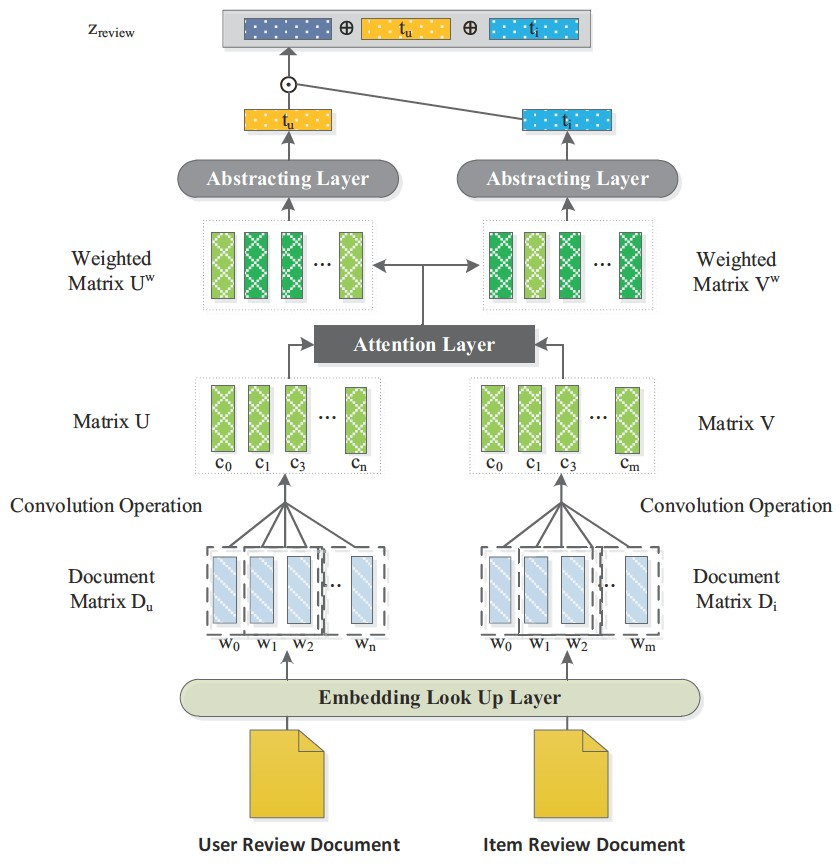 z_review ⊕ t_u ⊕ t_i
t_u t_i
Abstracting Layer Abstracting Layer
Weighted Matrix U^w
...
...
Weighted Matrix V^w
Attention Layer
Matrix U
...
...
Matrix V
c_0 c_1 c_3 c_n
c_0 c_1 c_3 c_m
Convolution Operation Convolution Operation
Document Matrix D_u
...
...
Document Matrix D_i
w_0 w_1 w_2 w_n
w_0 w_1 w_2 w_m
Embedding Look Up Layer
User Review Document Item Review Document